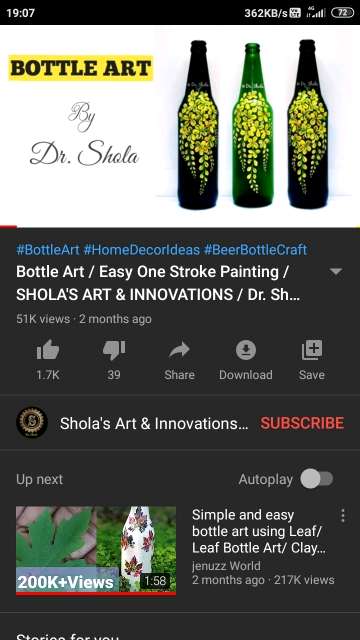 19:07
362KB/s 4G 72
BOTTLE ART
By
Dr. Shola
#BottleArt #HomeDecorIdeas #BeerBottleCraft
Bottle Art / Easy One Stroke Painting /
SHOLA'S ART & INNOVATIONS / Dr. Sh...
51K views · 2 months ago
1.7K
39
Share
Download
Save
Shola's Art & Innovations...
SUBSCRIBE
Up next
Autoplay
200K+Views
1:58
Simple and easy
bottle art using Leaf/
Leaf Bottle Art/ Clay...
jenuzz World
2 months ago · 217K views
Stories for you